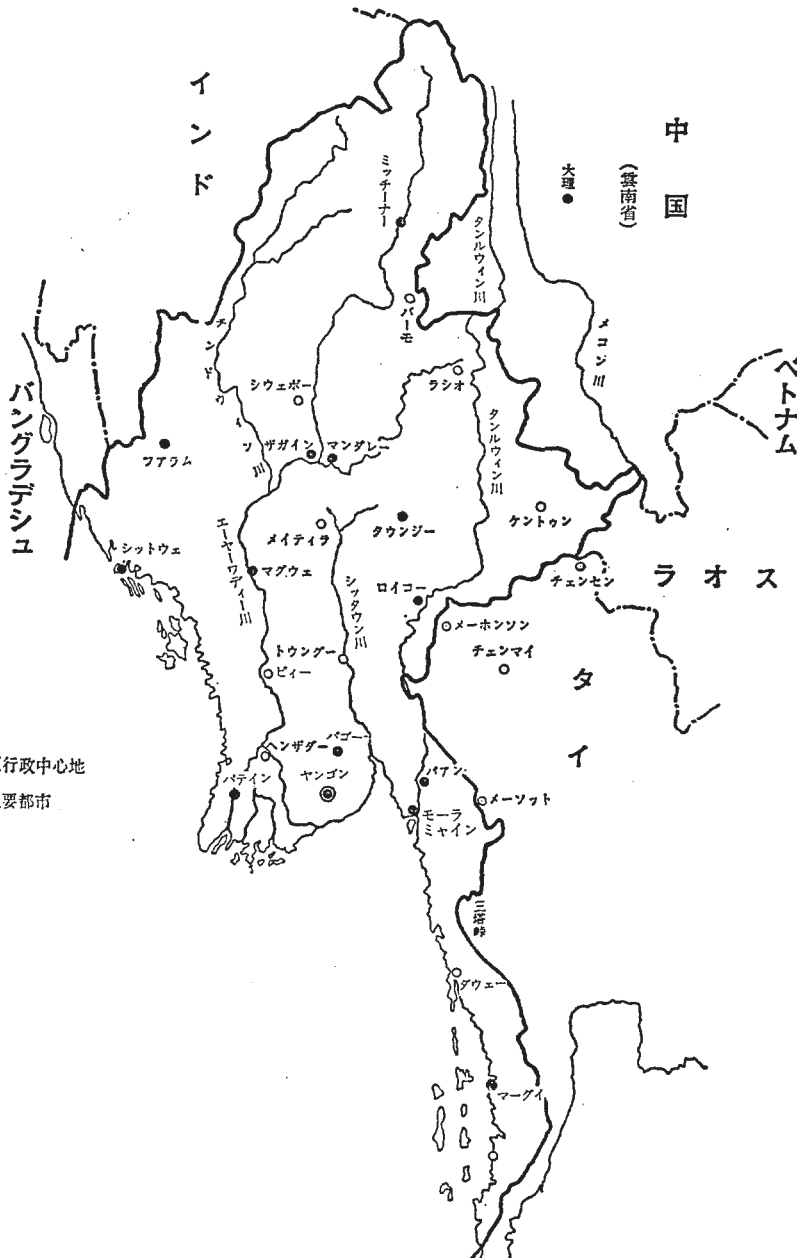 インド
中国
(雲南省)
大理
ミッチーナー
タンルウィン川
バーモ
メコン川
ベトナム
チンドウィン川
シウェボー
ラシオ
バングラデシュ
ファラム
ザガイン
マンダレー
タンルウィン川
ケントゥン
メイティラ
タウンジー
エーヤーワディー川
シットウェ
マグウェ
シッタウン川
ロイコー
チェンセン
ラオス
メーホンソン
チェンマイ
トウングー
ピィー
タイ
ヘンザダー
パゴー
行政中心地
パテイン
ヤンゴン
パアン
要都市
メーソット
モーラ
ミャイン
三塔峠
ダウェー
マーグイ